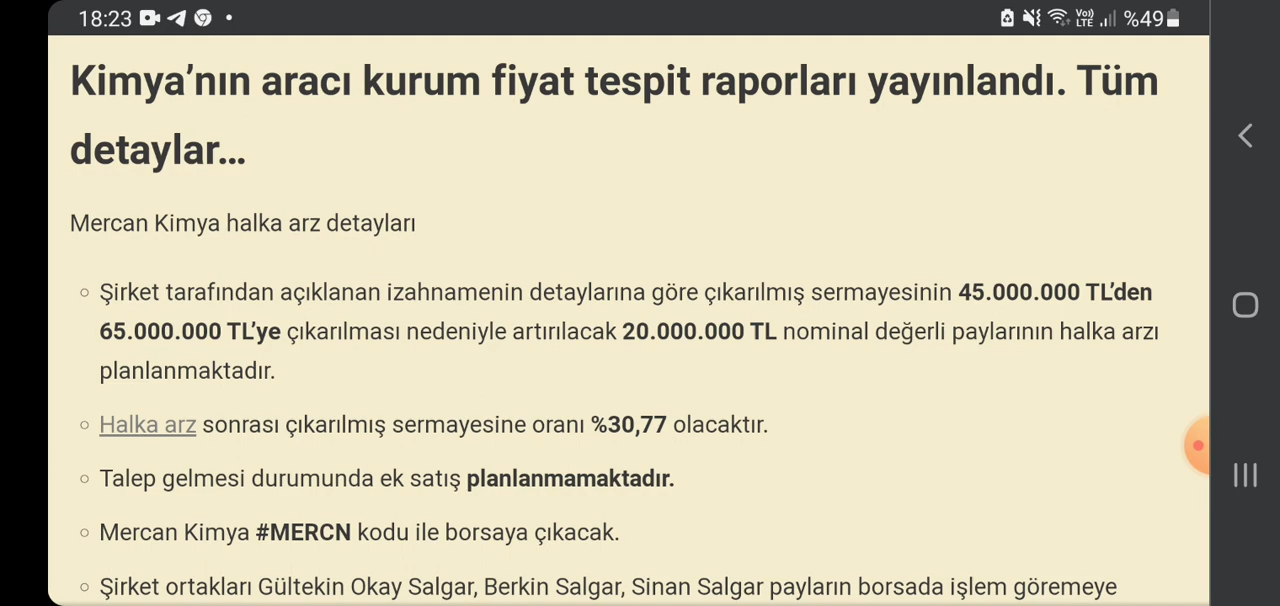 18:23
Vo))
LTE
%49
Kimya’nın aracı kurum fiyat tespit raporları yayınlandı. Tüm
detaylar…
Mercan Kimya halka arz detayları
Şirket tarafından açıklanan izahnamenin detaylarına göre çıkarılmış sermayesinin 45.000.000 TL’den
65.000.000 TL’ye çıkarılması nedeniyle artırılacak 20.000.000 TL nominal değerli paylarının halka arzı
planlanmaktadır.
Halka arz sonrası çıkarılmış sermayesine oranı %30,77 olacaktır.
Talep gelmesi durumunda ek satış planlanmamaktadır.
Mercan Kimya #MERCN kodu ile borsaya çıkacak.
Şirket ortakları Gültekin Okay Salgar, Berkin Salgar, Sinan Salgar payların borsada işlem göremeye